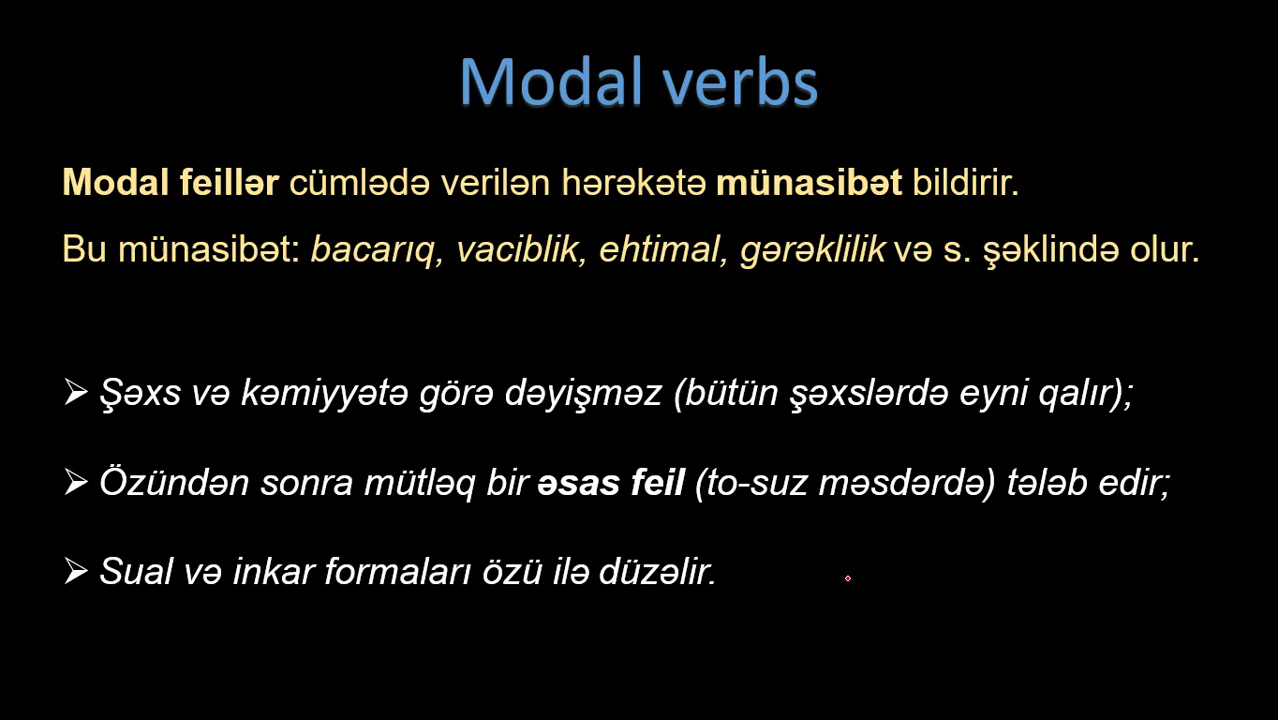 Modal verbs
Modal feillər cümlədə verilən hərəkətə münasibət bildirir.
Bu münasibət: bacarıq, vaciblik, ehtimal, gərəklilik və s. şəklində olur.
➢ Şəxs və kəmiyyətə görə dəyişməz (bütün şəxslərdə eyni qalır);
➢ Özündən sonra mütləq bir əsas feil (to-suz məsdərdə) tələb edir;
➢ Sual və inkar formaları özü ilə düzəlir.